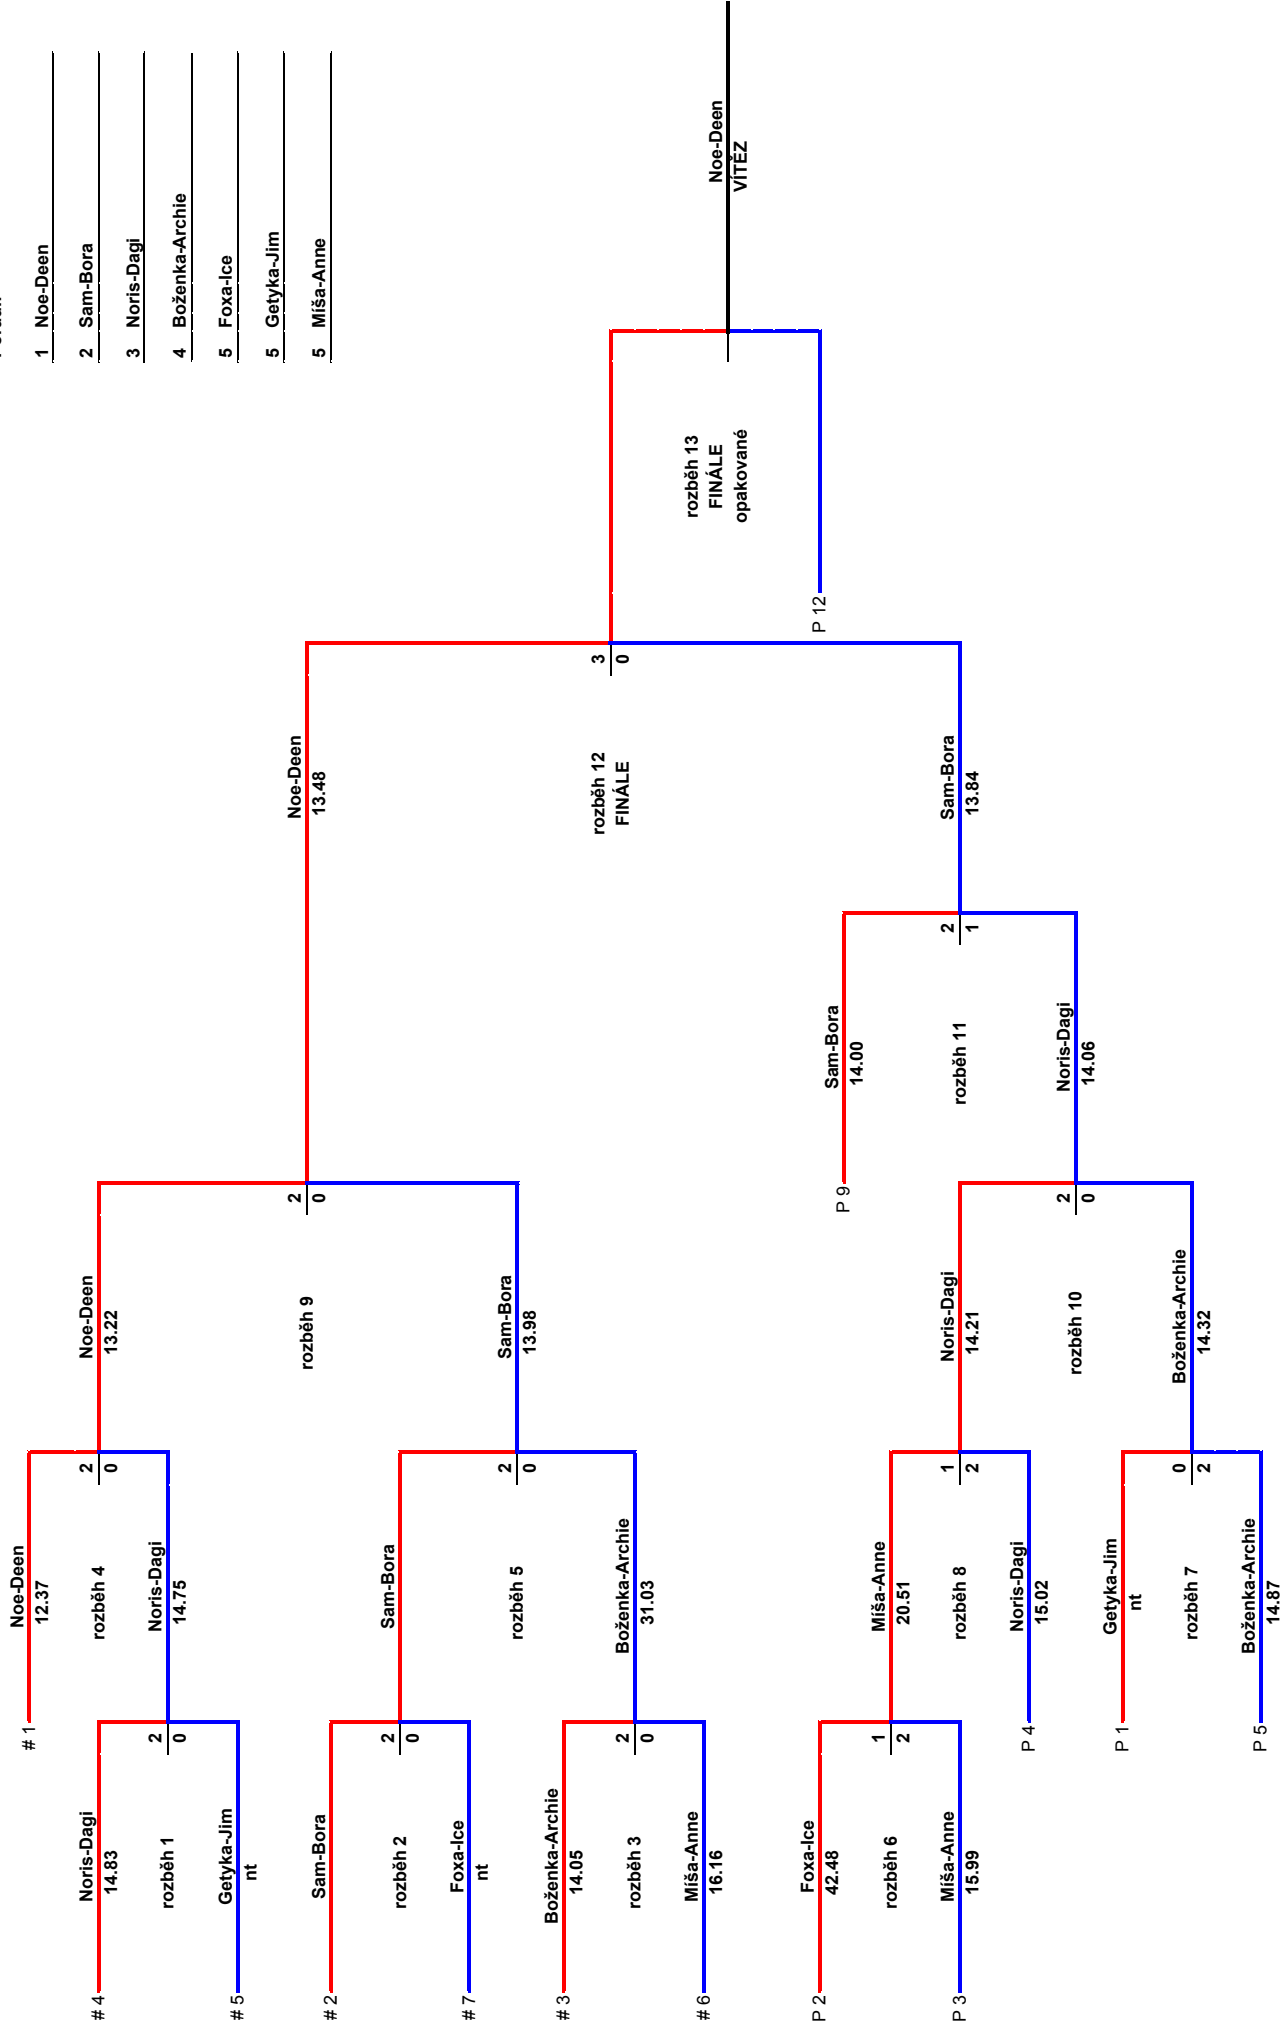 1 Noe-Deen
2 Sam-Bora
3 Noris-Dagi
4 Boženka-Archie
5 Foxa-Ice
5 Getyka-Jim
5 Míša-Anne
# 4
Noris-Dagi
14.83
rozběh 1
2
0
Getyka-Jim
nt
# 5
# 2
Sam-Bora
rozběh 2
2
0
Foxa-Ice
nt
# 7
# 3
Boženka-Archie
14.05
rozběh 3
2
0
Míša-Anne
16.16
# 6
P 2
Foxa-Ice
42.48
rozběh 6
1
2
Míša-Anne
15.99
P 3
# 1
Noe-Deen
12.37
rozběh 4
2
0
Noris-Dagi
14.75
Sam-Bora
rozběh 5
2
0
Boženka-Archie
31.03
Míša-Anne
20.51
rozběh 8
1
2
Noris-Dagi
15.02
P 4
P 1
Getyka-Jim
nt
rozběh 7
0
2
Boženka-Archie
14.87
P 5
Noe-Deen
13.22
rozběh 9
2
0
Sam-Bora
13.98
Noris-Dagi
14.21
rozběh 10
2
0
Boženka-Archie
14.32
P 9
Sam-Bora
14.00
rozběh 11
2
1
Noris-Dagi
14.06
Noe-Deen
13.48
rozběh 12
FINÁLE
3
0
Sam-Bora
13.84
rozběh 13
FINÁLE
opakované
P 12
Noe-Deen
VÍTĚZ